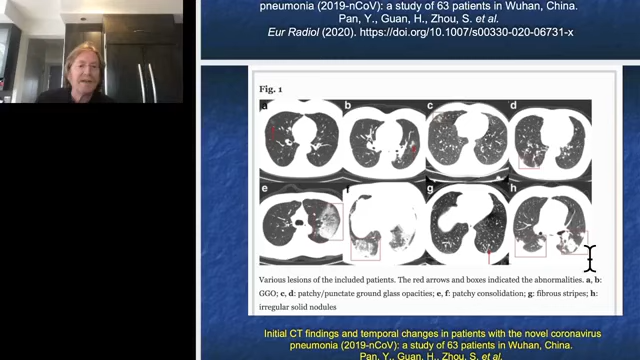 pneumonia (2019-nCoV): a study of 63 patients in Wuhan, China.
Pan, Y., Guan, H., Zhou, S. et al.
Eur Radiol (2020). https://doi.org/10.1007/s00330-020-06731-x
Fig. 1
a
b
c
d
e
f
g
h
Various lesions of the included patients. The red arrows and boxes indicated the abnormalities. a, b:
GGO; c, d: patchy/punctate ground glass opacities; e, f: patchy consolidation; g: fibrous stripes; h:
irregular solid nodules
Initial CT findings and temporal changes in patients with the novel coronavirus
pneumonia (2019-nCoV): a study of 63 patients in Wuhan, China.
Pan, Y., Guan, H., Zhou, S. et al.